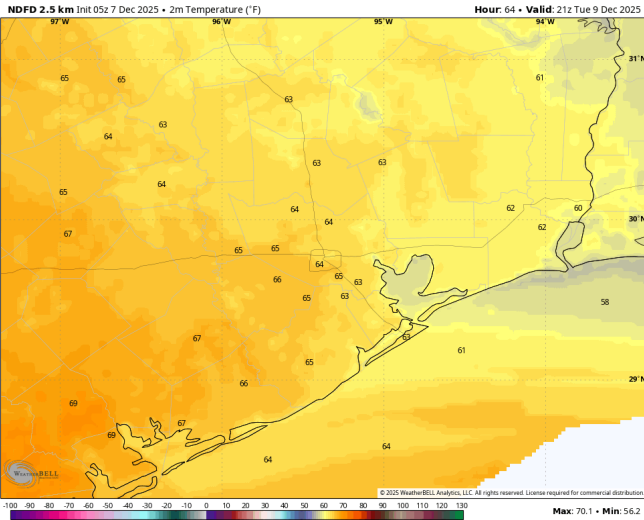 NDFD 2.5 km Init 05z 7 Dec 2025 • 2m Temperature (°F)
Hour: 64 • Valid: 21z Tue 9 Dec 2025
97°W 96°W 95°W 94°W
31°N
65 65 61
63
64 63
63 63
64
65
64 62 60
67 64 62
65 65
64
66 65 63
65 63 58
67 63
61
65
66
29°N
69
67
69
64
64
30°N
WeatherBELL
© 2025 WeatherBELL Analytics, LLC. All rights reserved. License required for commercial distribution
-100 -90 -80 -70 -60 -50 -40 -30 -20 -10 0 10 20 30 40 50 60 70 80 90 100 110 120 130
Max: 70.1 • Min: 56.2